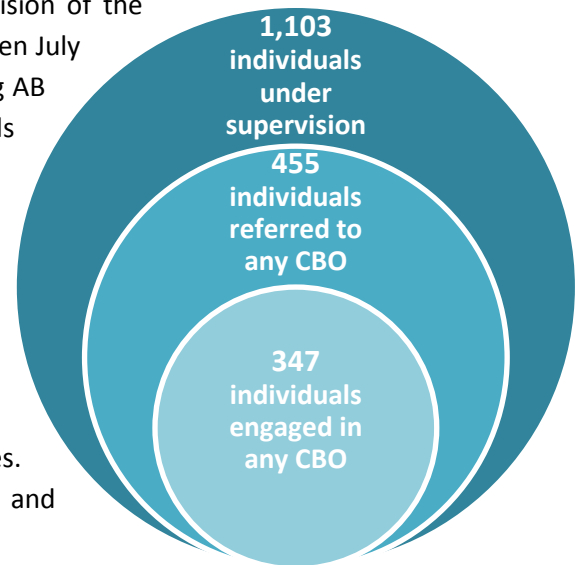 ision of the
en July
g AB
ls
es.
and
1,103
individuals
under
supervision
455
individuals
referred to
any CBO
347
individuals
engaged in
any CBO